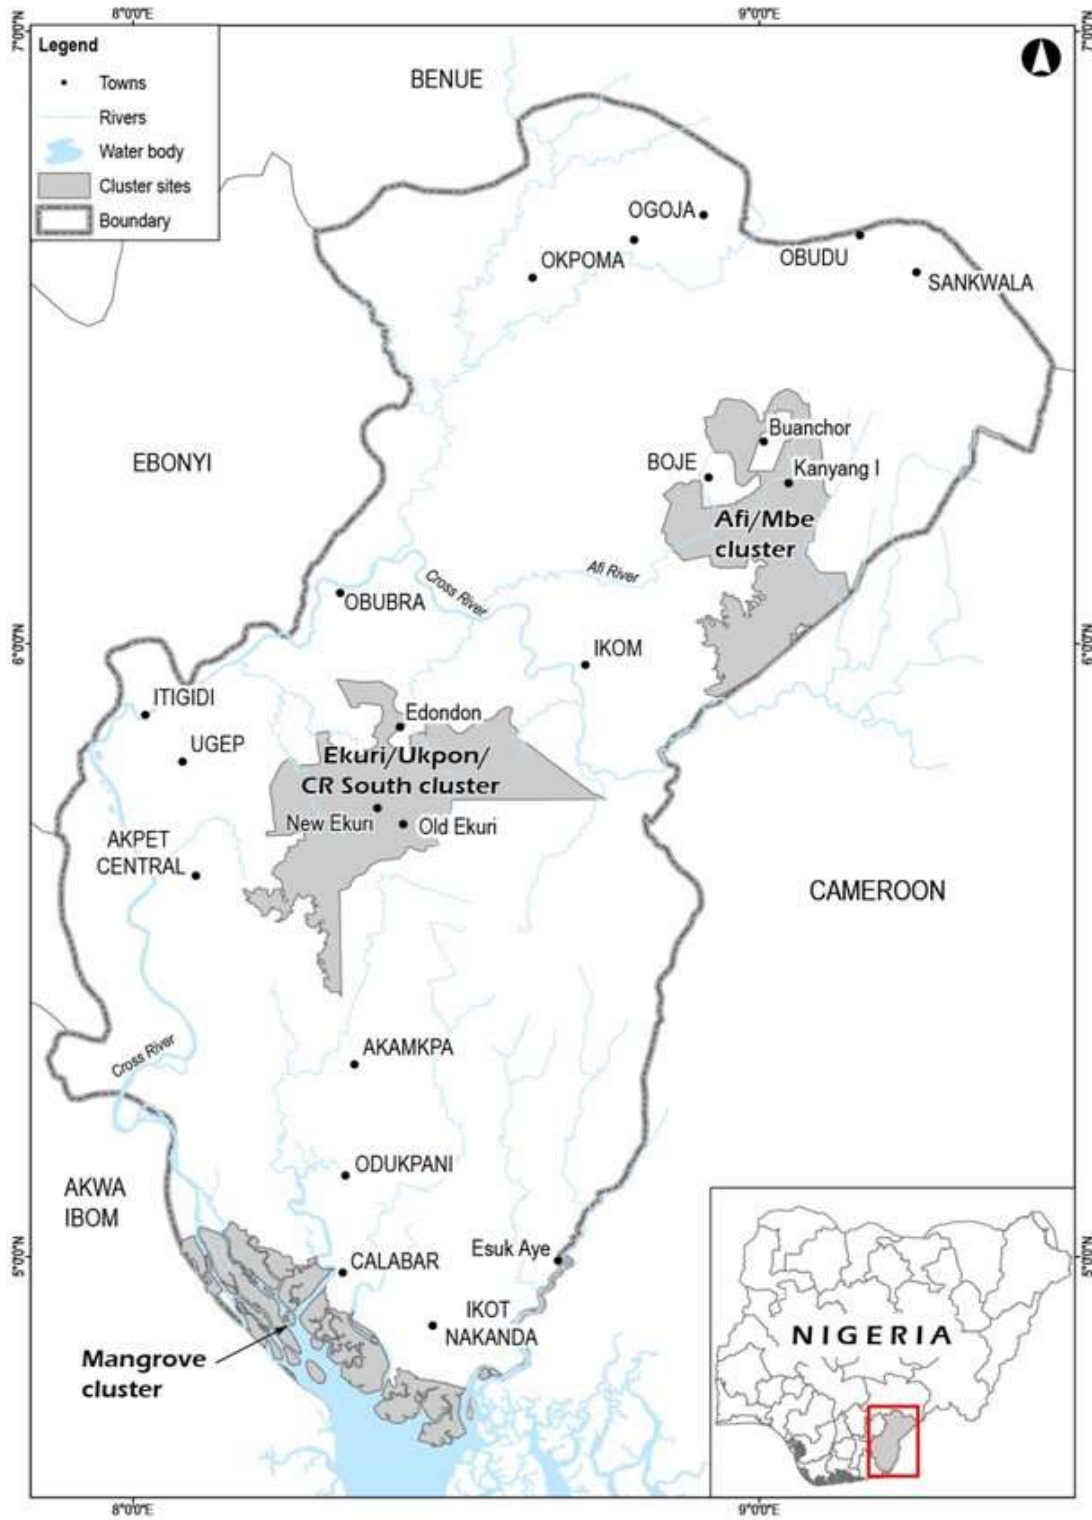 8°0'0"E
9°0'0"E
7°0'0"N
7°0'0"N
Legend
Towns
Rivers
Water body
Cluster sites
Boundary
BENUE
OGOJA
OKPOMA
OBUDU
SANKWALA
EBONYI
Buanchor
BOJE
Kanyang I
Afi/Mbe
cluster
Afi River
Cross River
OBUBRA
6°0'0"N
6°0'0"N
IKOM
ITIGIDI
Edondon
UGEP
Ekuri/Ukpon/
CR South cluster
New Ekuri
Old Ekuri
AKPET
CENTRAL
CAMEROON
Cross River
AKAMKPA
ODUKPANI
AKWA
IBOM
5°0'0"N
5°0'0"N
Esuk Aye
CALABAR
IKOT
NAKANDA
Mangrove
cluster
NIGERIA
8°0'0"E
9°0'0"E